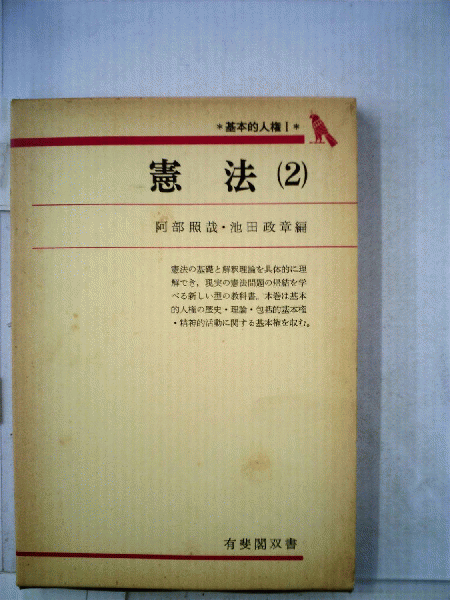 *基本的人権Ⅰ*
憲法(2)
阿部照哉・池田政章編
憲法の基礎と解釈理論を具体的に理
解でき，現実の憲法問題の帰結を学
べる新しい型の教科書。本巻は基本
的人権の歴史・理論・包括的基本権
・精神的活動に関する基本権を収む。
有斐閣双書